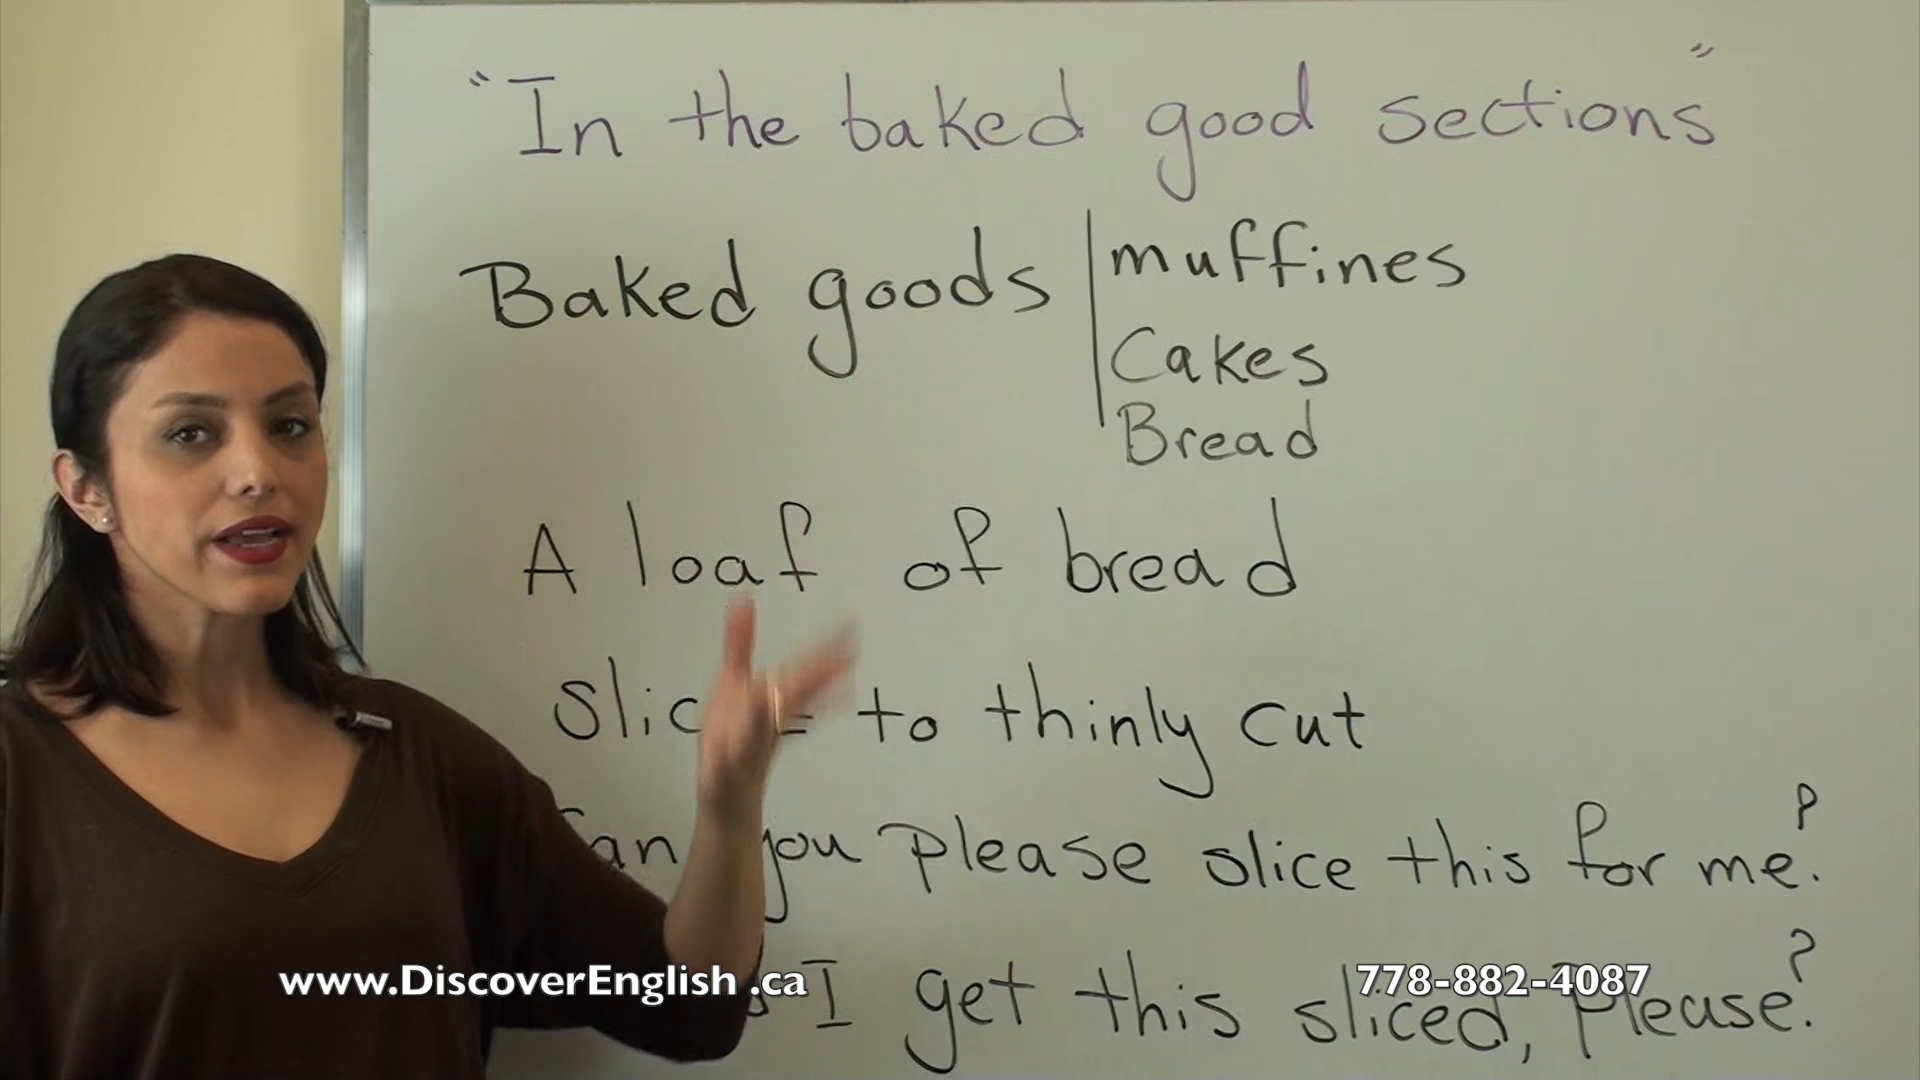 "In the baked good sections"
Baked goods
muffines
Cakes
Bread
A loaf of bread
= to thinly cut
you please slice this for me?
I get this sliced, please?
www.DiscoverEnglish .ca
778-882-4087